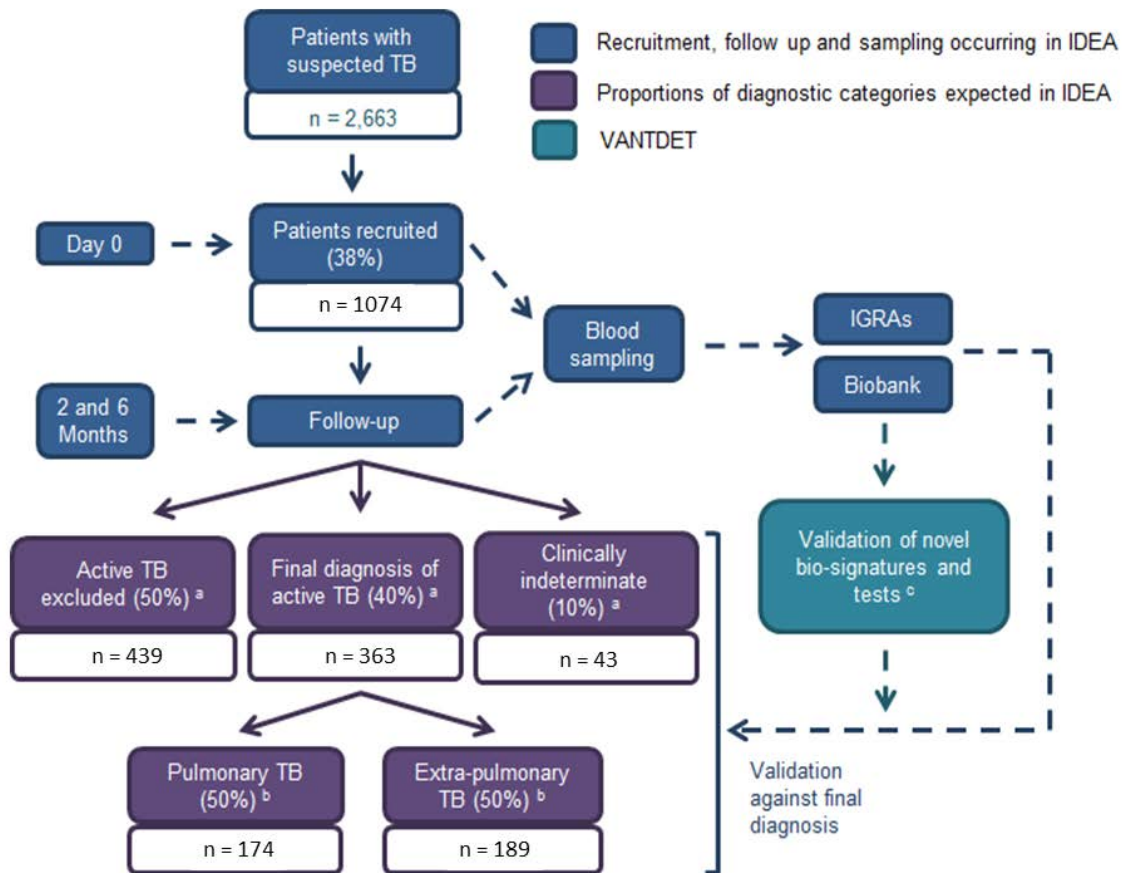 Patients with
suspected TB
n = 2,663
Recruitment, follow up and sampling occurring in IDEA
Proportions of diagnostic categories expected in IDEA
VANTDET
Day 0
Patients recruited
(38%)
n = 1074
Blood
sampling
IGRAs
Biobank
2 and 6
Months
Follow-up
Active TB
excluded (50%) a
n = 439
Final diagnosis of
active TB (40%) a
n = 363
Clinically
indeterminate
(10%) a
n = 43
Validation of novel
bio-signatures and
tests c
Pulmonary TB
(50%) b
n = 174
Extra-pulmonary
TB (50%) b
n = 189
Validation
against final
diagnosis